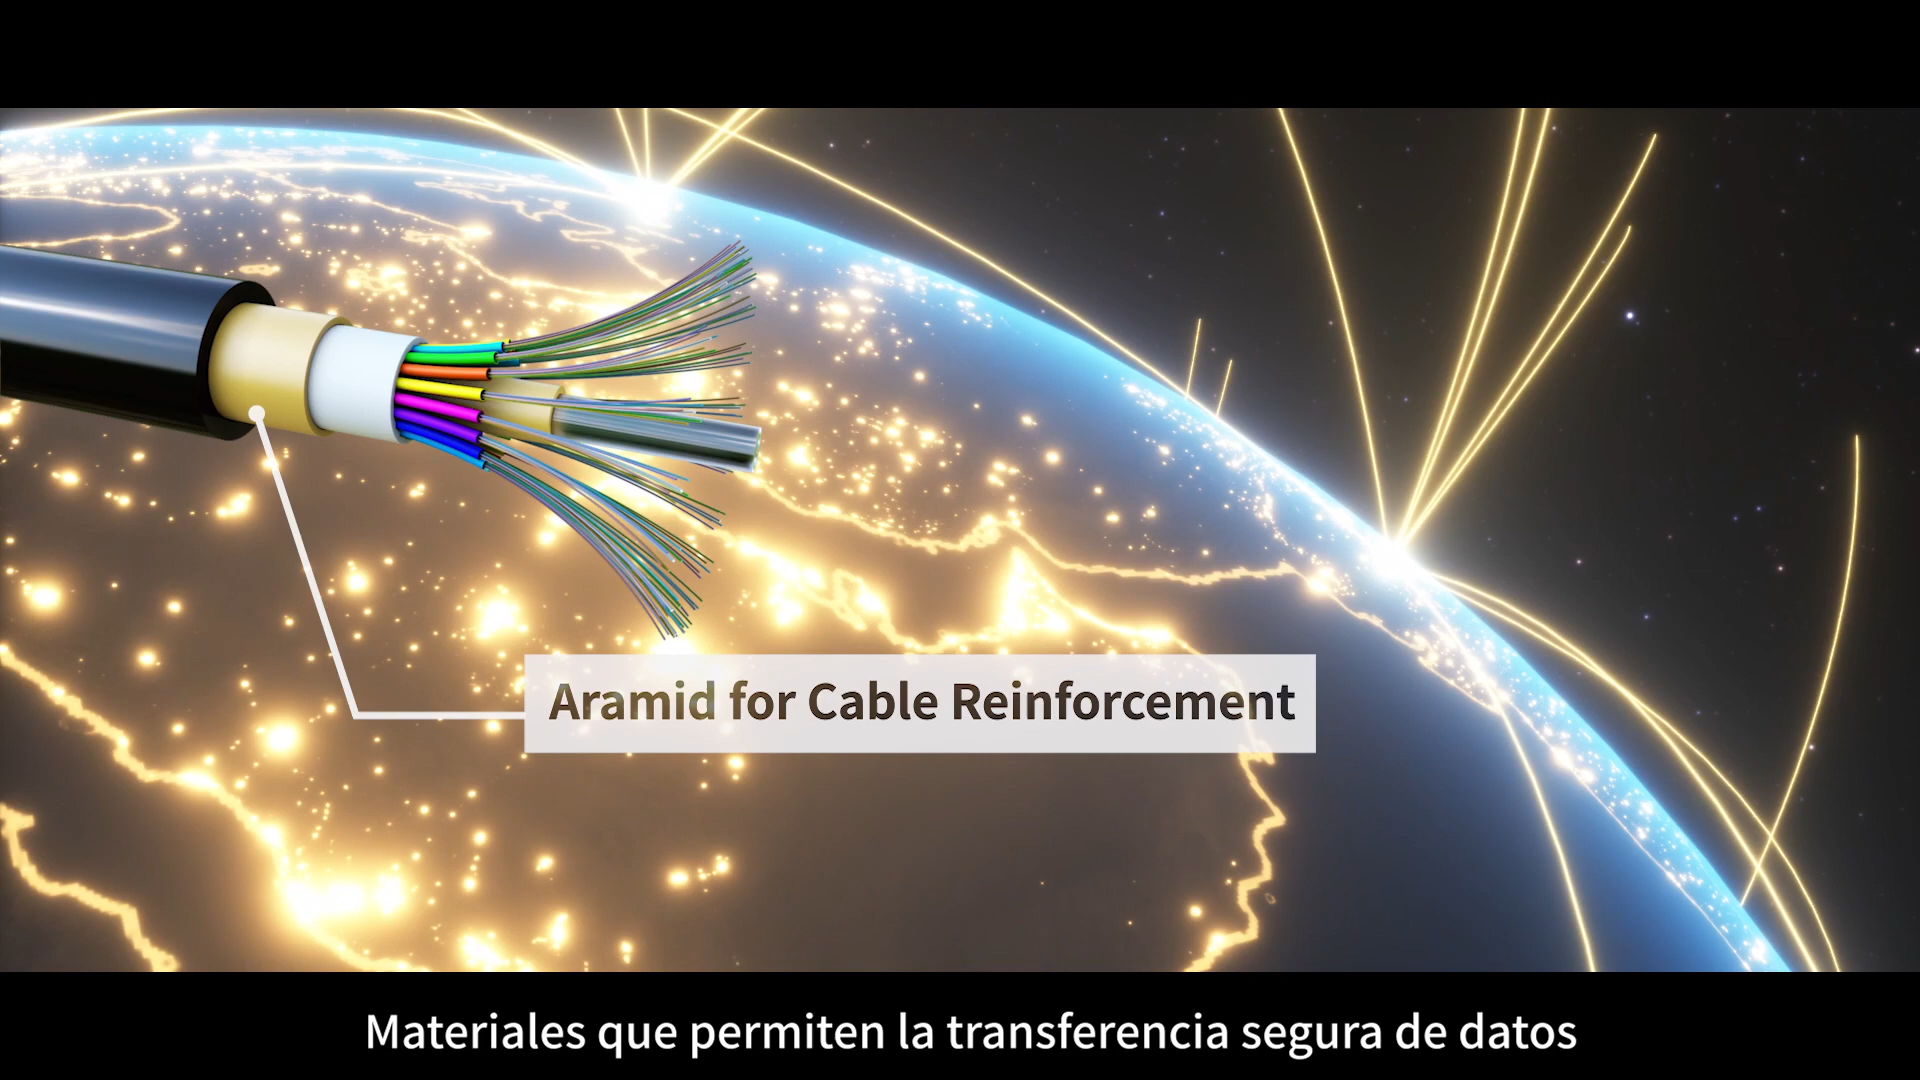 Aramid for Cable Reinforcement
Materiales que permiten la transferencia segura de datos